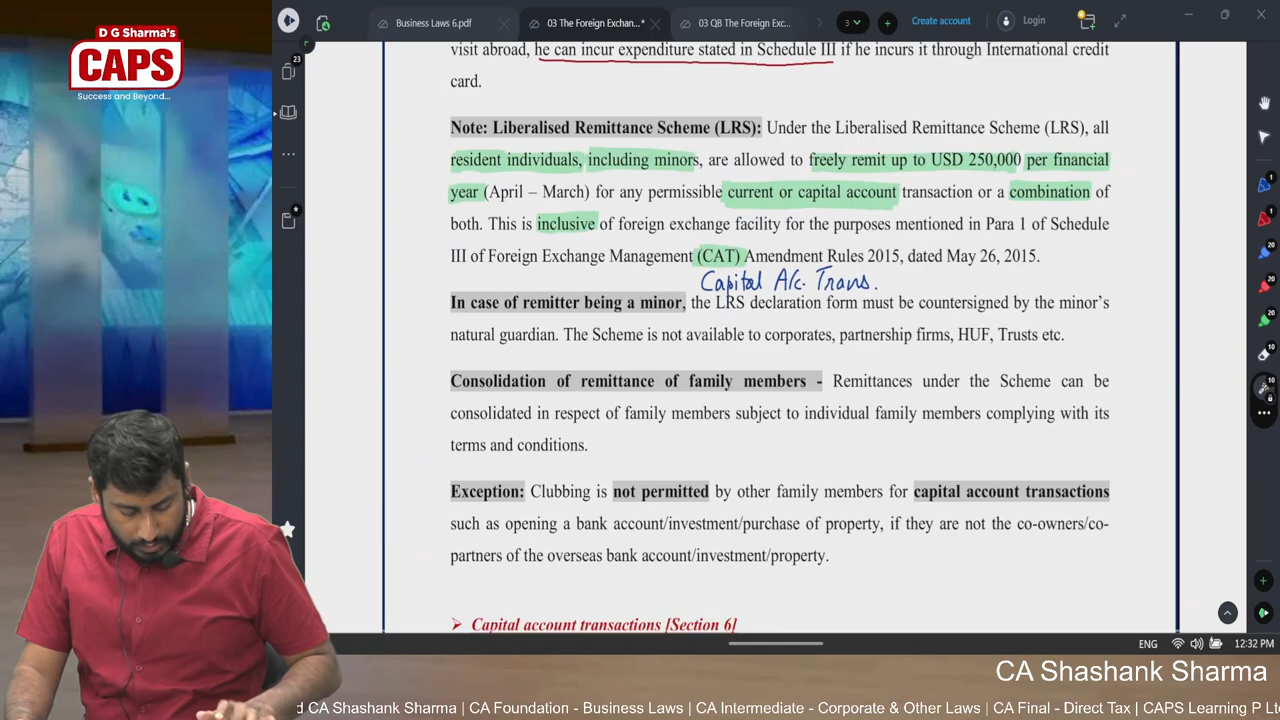 D G Sharma's
CAPS
Success and Beyond...
Business Laws 6.pdf
03 The Foreign Exchan...*
03 QB The Foreign Exc...
3
Create account
Login
visit abroad, he can incur expenditure stated in Schedule III if he incurs it through International credit
card.
Note: Liberalised Remittance Scheme (LRS): Under the Liberalised Remittance Scheme (LRS), all
resident individuals, including minors, are allowed to freely remit up to USD 250,000 per financial
year (April – March) for any permissible current or capital account transaction or a combination of
both. This is inclusive of foreign exchange facility for the purposes mentioned in Para 1 of Schedule
III of Foreign Exchange Management (CAT) Amendment Rules 2015, dated May 26, 2015.
Capital A/c. Trans.
In case of remitter being a minor, the LRS declaration form must be countersigned by the minor's
natural guardian. The Scheme is not available to corporates, partnership firms, HUF, Trusts etc.
Consolidation of remittance of family members - Remittances under the Scheme can be
consolidated in respect of family members subject to individual family members complying with its
terms and conditions.
Exception: Clubbing is not permitted by other family members for capital account transactions
such as opening a bank account/investment/purchase of property, if they are not the co-owners/co-
partners of the overseas bank account/investment/property.
➢ Capital account transactions [Section 6]
23
1
1
20
20
20
10
10
ENG
12:32 PM
CA Shashank Sharma
d CA Shashank Sharma | CA Foundation - Business Laws | CA Intermediate - Corporate & Other Laws | CA Final - Direct Tax | CAPS Learning P Lt